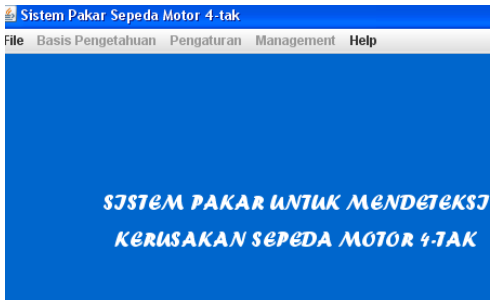 Sistem Pakar Sepeda Motor 4-tak
File Basis Pengetahuan Pengaturan Management Help
SISTEM PAKAR UNTUK MENDETEKSI
KERUSAKAN SEPEDA MOTOR 4-TAK